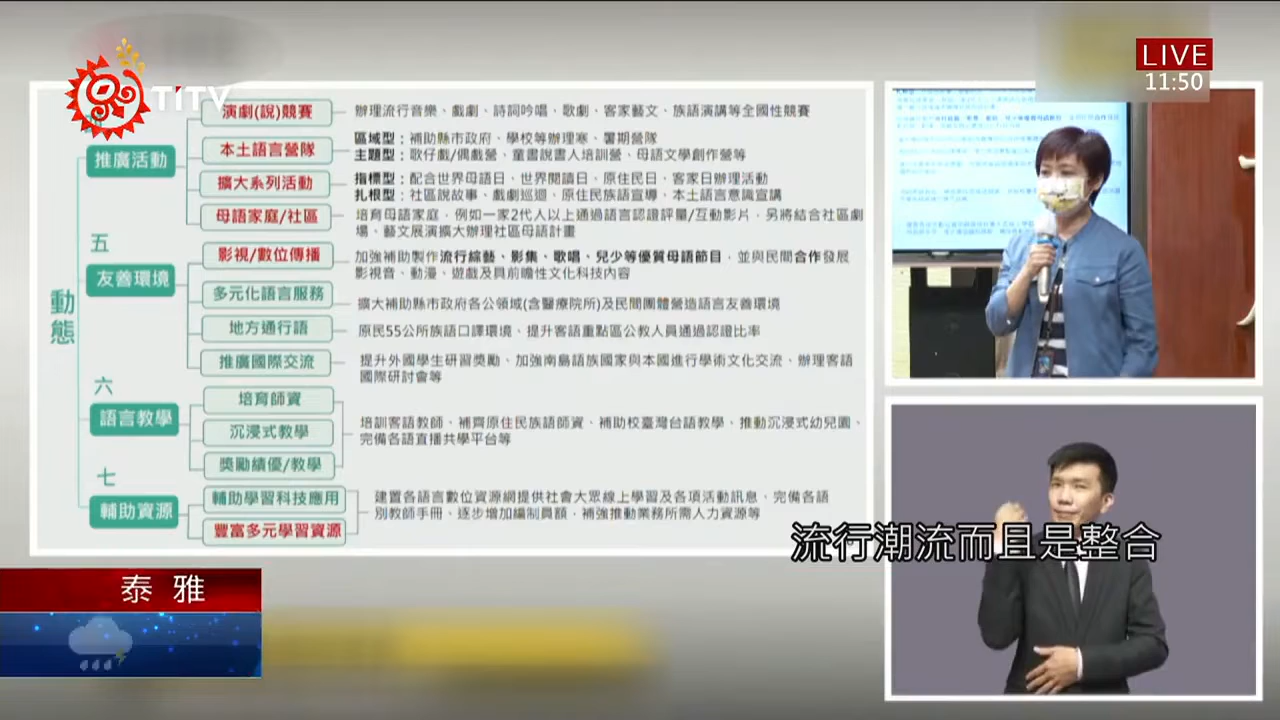 TiTV
LIVE
11:50
動態
推廣活動
演劇(說)競賽
辦理流行音樂、戲劇、詩詞吟唱、歌劇、客家藝文、族語演講等全國性競賽
本土語言營隊
區域型：補助縣市政府、學校等辦理寒、暑期營隊
主題型：歌仔戲/偶戲營、童書說書人培訓營、母語文學創作營等
擴大系列活動
指標型：配合世界母語日、世界閱讀日、原住民日、客家日辦理活動
扎根型：社區說故事、戲劇巡迴、原住民族語宣導、本土語言意識宣講
母語家庭/社區
培育母語家庭，例如一家2代人以上通過語言認證評量/互動影片，另將結合社區劇
場、藝文展演擴大辦理社區母語計畫
五
友善環境
影視/數位傳播
加強補助製作流行綜藝、影集、歌唱、兒少等優質母語節目，並與民間合作發展
影視音、動漫、遊戲及具前瞻性文化科技內容
多元化語言服務
擴大補助縣市政府各公領域(含醫療院所)及民間團體營造語言友善環境
地方通行語
原民55公所族語口譯環境、提升客語重點區公教人員通過認證比率
推廣國際交流
提升外國學生研習獎勵、加強南島語族國家與本國進行學術文化交流、辦理客語
國際研討會等
六
語言教學
培育師資
沉浸式教學
獎勵績優/教學
培訓客語教師、補齊原住民族語師資、補助校臺灣台語教學、推動沉浸式幼兒園、
完備各語直播共學平台等
七
輔助資源
輔助學習科技應用
豐富多元學習資源
建置各語言數位資源網提供社會大眾線上學習及各項活動訊息、完備各語
別教師手冊、逐步增加編制員額，補強推動業務所需人力資源等
流行潮流而且是整合
泰雅